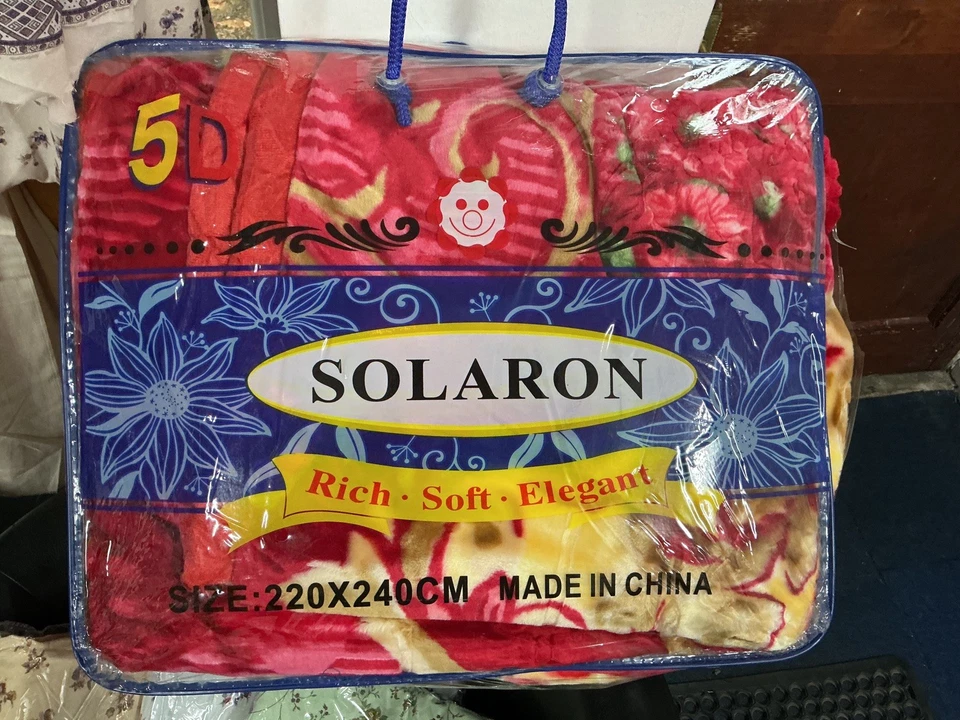 5D
SOLARON
Rich · Soft · Elegant
SIZE:220X240CM MADE IN CHINA